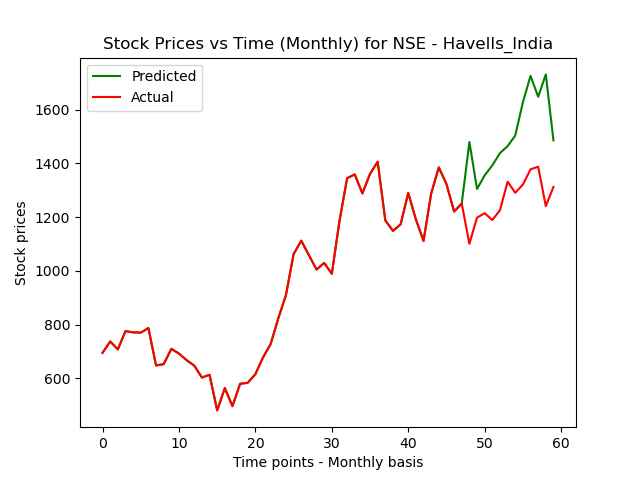 Stock Prices vs Time (Monthly) for NSE - Havells_India
Predicted
Actual
1600
1400
1200
1000
800
600
Stock prices
0 10 20 30 40 50 60
Time points - Monthly basis